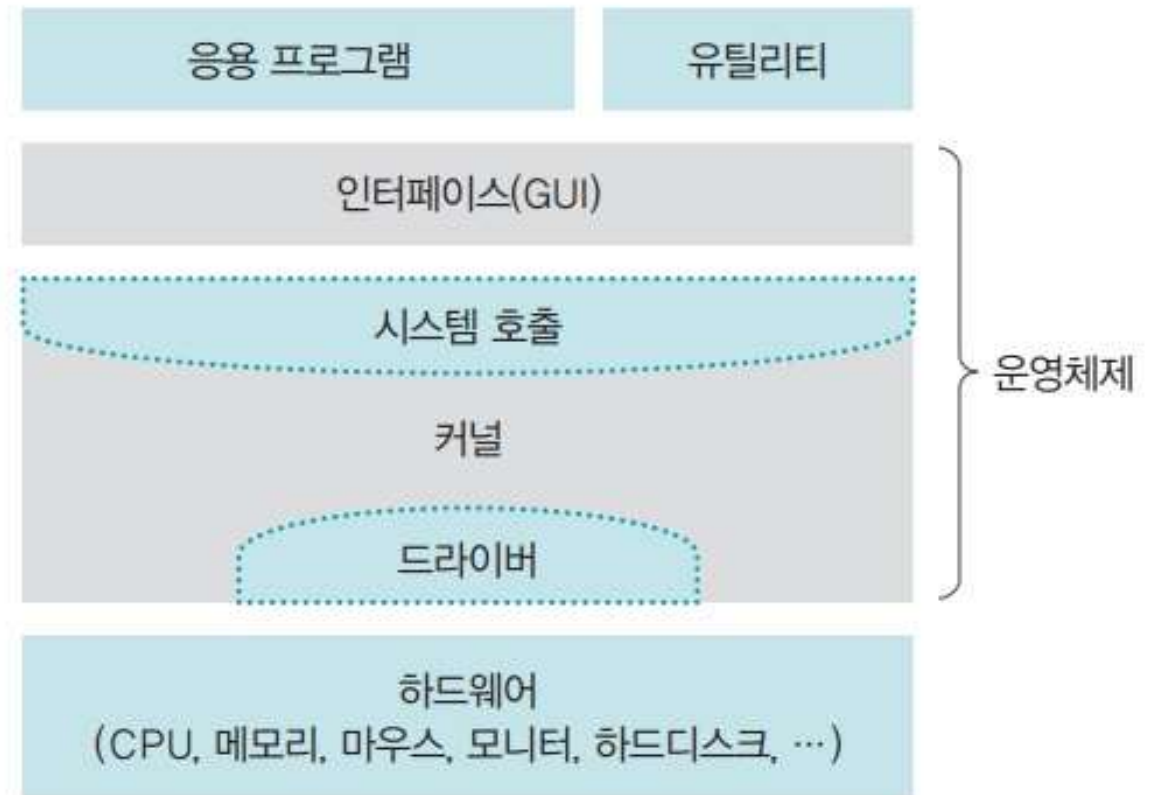 응용 프로그램
유틸리티
인터페이스(GUI)
시스템 호출
커널
드라이버
운영체제
하드웨어
(CPU, 메모리, 마우스, 모니터, 하드디스크, …)